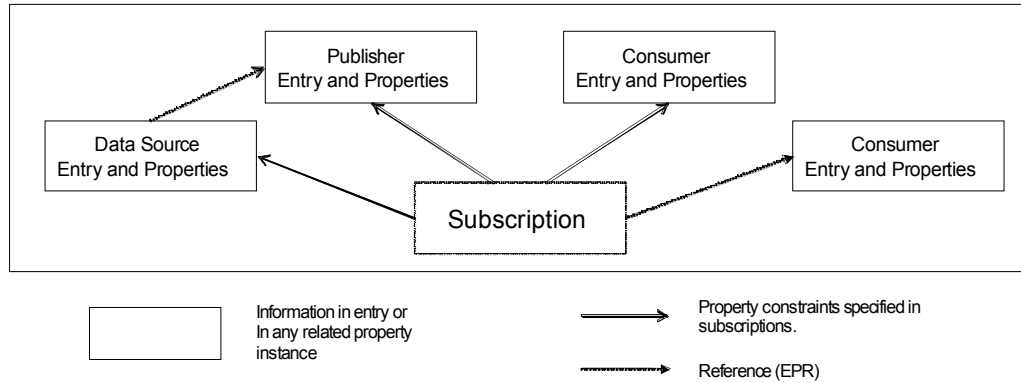 Publisher
Entry and Properties
Consumer
Entry and Properties
Data Source
Entry and Properties
Consumer
Entry and Properties
Subscription
Information in entry or
In any related property
instance
Property constraints specified in
subscriptions.
Reference (EPR)